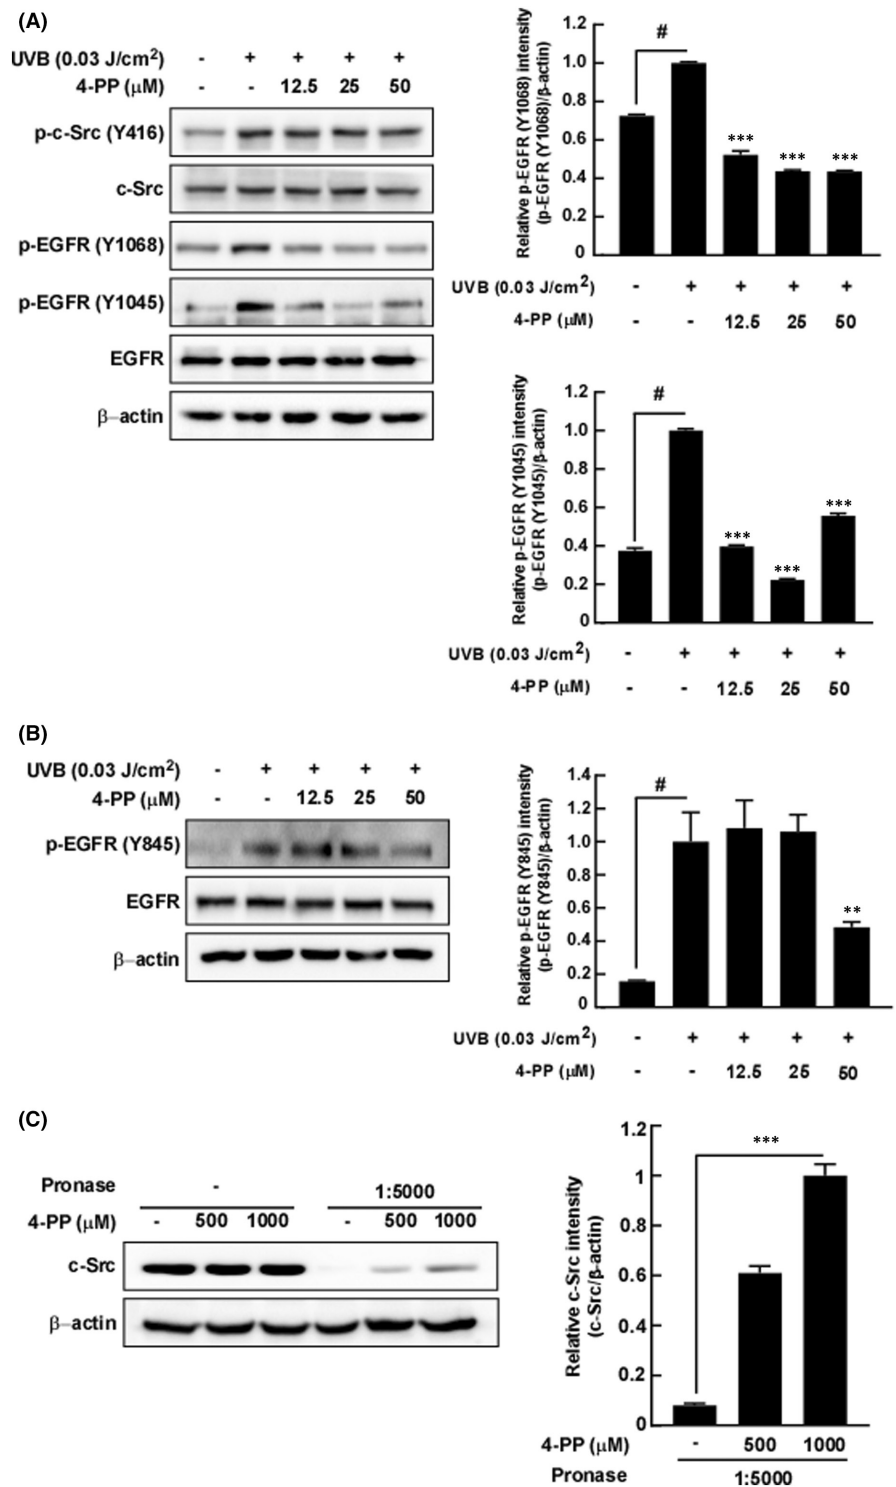 (A)
UVB (0.03 J/cm2) - + + + +
4-PP (μM) - - 12.5 25 50
p-c-Src (Y416)
c-Src
p-EGFR (Y1068)
p-EGFR (Y1045)
EGFR
β–actin
Relative p-EGFR (Y1068) intensity
(p-EGFR (Y1068)/β-actin)
1.2
1.0
0.8
0.6
0.4
0.2
0
#
***
***
***
UVB (0.03 J/cm2) - + + + +
4-PP (μM) - - 12.5 25 50
Relative p-EGFR (Y1045) intensity
(p-EGFR (Y1045)/β-actin)
1.2
1.0
0.8
0.6
0.4
0.2
0
#
***
***
***
UVB (0.03 J/cm2) - + + + +
4-PP (μM) - - 12.5 25 50
(B)
UVB (0.03 J/cm2) - + + + +
4-PP (μM) - - 12.5 25 50
p-EGFR (Y845)
EGFR
β–actin
Relative p-EGFR (Y845) intensity
(p-EGFR (Y845)/β-actin)
1.4
1.2
1.0
0.8
0.6
0.4
0.2
0
#
**
UVB (0.03 J/cm2) - + + + +
4-PP (μM) - - 12.5 25 50
(C)
Pronase - 1:5000
4-PP (μM) - 500 1000 - 500 1000
c-Src
β–actin
Relative c-Src intensity
(c-Src/β-actin)
1.2
1
0.8
0.6
0.4
0.2
0
***
4-PP (μM) - 500 1000
Pronase 1:5000